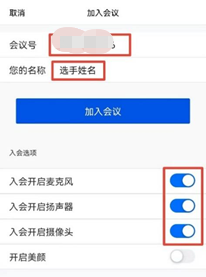 取消 加入会议
会议号
您的名称 选手姓名
加入会议
入会选项
入会开启麦克风
入会开启扬声器
入会开启摄像头
开启美颜